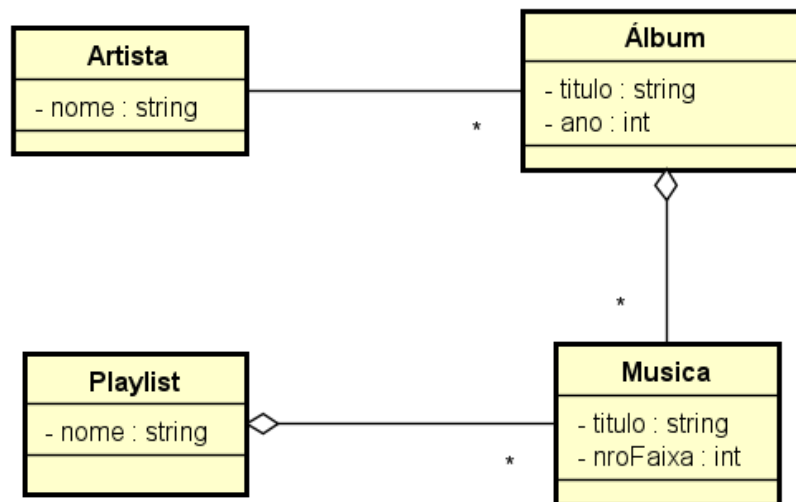 Artista
- nome : string
*
Álbum
- titulo : string
- ano : int
*
Playlist
- nome : string
*
Musica
- titulo : string
- nroFaixa : int